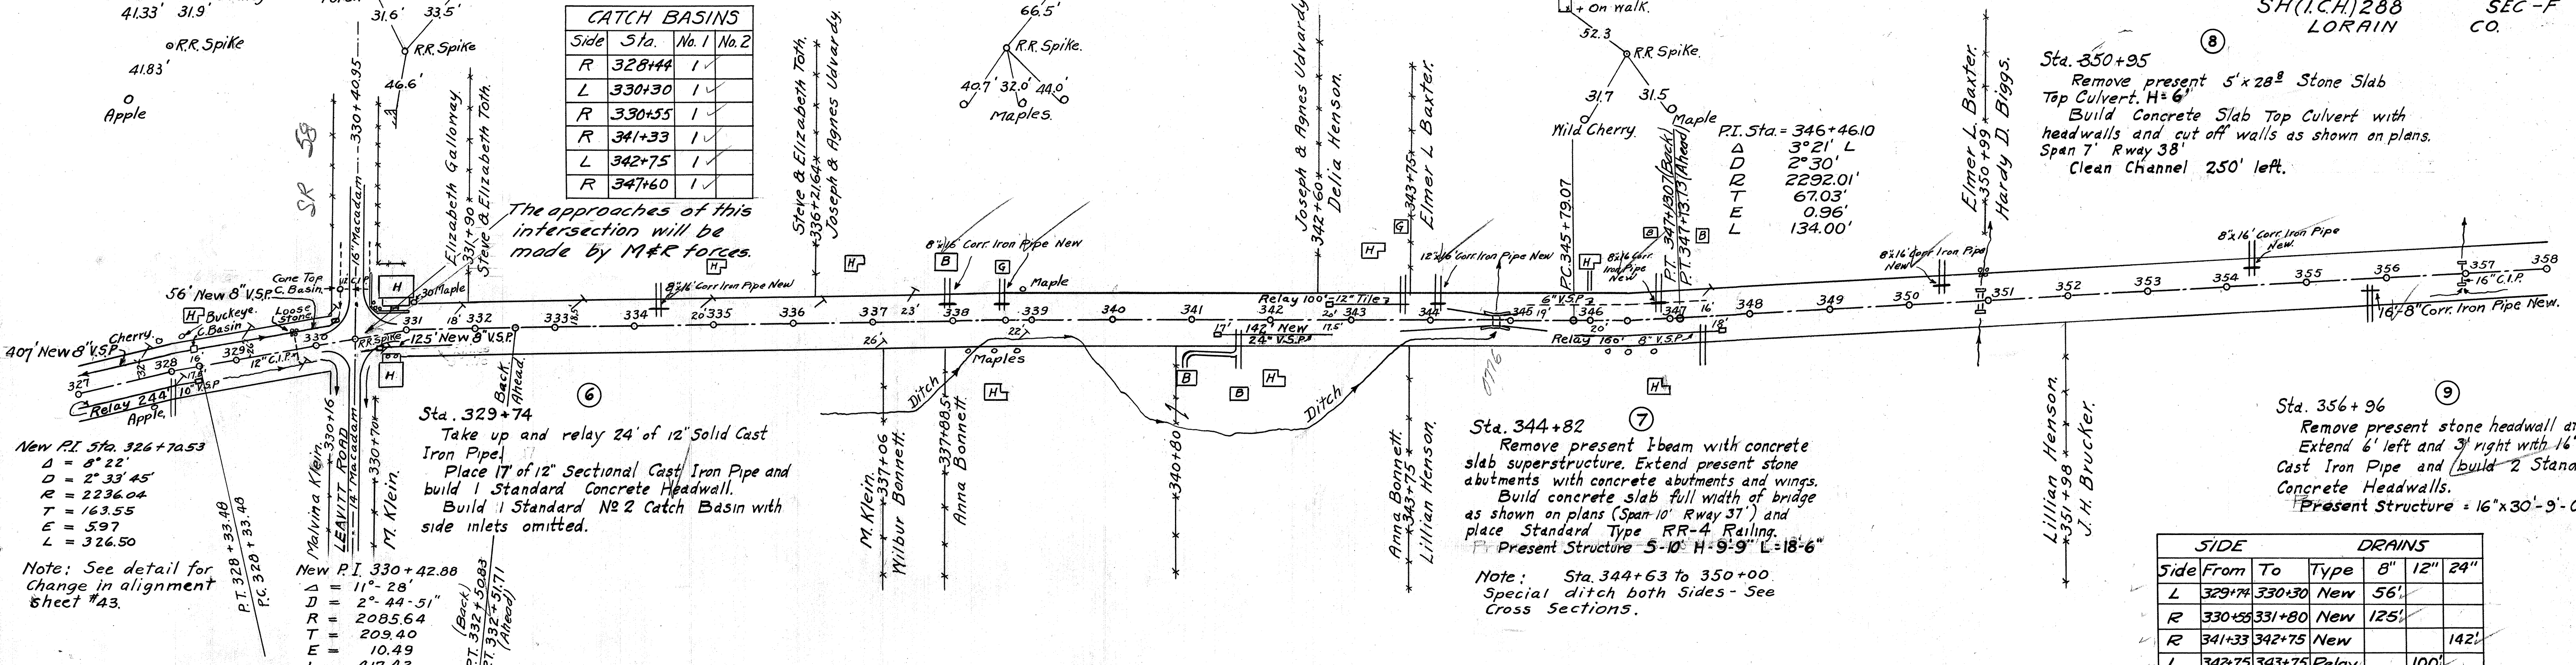 41.33' 31.9'
R.R. Spike
41.83'
Apple
31.6' 33.5'
R.R. Spike
46.6'
CATCH BASINS
Side Sta. No. 1 No. 2
R 328+44 1 ✓
L 330+30 1 ✓
R 330+55 1 ✓
R 341+33 1 ✓
L 342+75 1 ✓
R 347+60 1 ✓
The approaches of this
intersection will be
made by M&R forces.
SR 58
330+40.95
16' Macadam
Elizabeth Galloway.
331+90
Steve & Elizabeth Toth.
Steve & Elizabeth Toth.
336+21.64
Joseph & Agnes Udvardy.
66.5'
R.R. Spike.
40.7' 32.0' 44.0'
Maples.
Joseph & Agnes Udvardy
342+60
Delia Henson.
343+75
Elmer L Baxter.
+ On walk.
52.3
R.R. Spike.
31.7 31.5
Wild Cherry. Maple
P.C. 345+79.07
P.T. 347+13.07 (Back)
P.T. 347+13.13 (Ahead)
P.I. Sta. = 346+46.10
Δ 3°21' L
D 2°30'
R 2292.01'
T 67.03'
E 0.96'
L 134.00'
Elmer L. Baxter.
350+99
Hardy D. Biggs.
SH (I.C.H.) 288 SEC-F
LORAIN CO.
8
Sta. 350+95
Remove present 5' x 28⁸ Stone Slab
Top Culvert. H=6'
Build Concrete Slab Top Culvert with
headwalls and cut off walls as shown on plans.
Span 7' Rway 38'
Clean Channel 250' left.
Cone Top
C. Basin
56' New 8" V.S.P.
H Buckeye.
Loose
stone
Cherry.
C. Basin
H
30" Maple
407' New 8" V.S.P.
12" C.I.P.
R.R. Spike
125' New 8" V.S.P.
Relay 244' 10" V.S.P.
Apple.
H
H
8"x16' Corr. Iron Pipe New
H
B
8"x16' Corr. Iron Pipe New
G
Maple
H
G
12"x16' Corr. Iron Pipe New
H
8"x16' Corr.
Iron Pipe
New
B
B
8"x16' Corr. Iron Pipe
New
8"x16' Corr. Iron Pipe
New.
16" C.I.P.
16'-8" Corr. Iron Pipe New.
Relay 100'-12" Tile
6" V.S.P.
327 328 329 330 331 332 333 334 335 336 337 338 339 340 341 342 343 344 345 346 347 348 349 350 351 352 353 354 355 356 357 358
18' 20' 23' 20' 19' 16'
26' 22' 17' 17.5' 20' 18'
142' New
24" V.S.P.
Relay 160' 8" V.S.P.
Maples
H
B
B
H
H
Ditch
Ditch
Back
Ahead
0776
New P.I. Sta. 326+70.53
Δ = 8° 22'
D = 2° 33' 45"
R = 2236.04
T = 163.55
E = 5.97
L = 326.50
Note: See detail for
Change in alignment
sheet #43.
P.T. 328+33.48
P.C. 328+33.48
Malvina Klein.
330+16
LEAVITT ROAD
14' Macadam
330+70
M. Klein.
New P.I. 330+42.88
Δ = 11°-28'
D = 2°-44-51"
R = 2085.64
T = 209.40
E = 10.49
P.T. 332+50.83
(Back)
P.T. 332+51.71
(Ahead)
6
Sta. 329+74
Take up and relay 24' of 12" Solid Cast
Iron Pipe.
Place 17' of 12" Sectional Cast Iron Pipe and
build 1 Standard Concrete Headwall.
Build 1 Standard No 2 Catch Basin with
side inlets omitted.
M. Klein.
337+06
Wilbur Bonnett.
337+88.5
Anna Bonnett.
340+80
Anna Bonnett.
343+75
Lillian Henson.
7
Sta. 344+82
Remove present I-beam with concrete
slab superstructure. Extend present stone
abutments with concrete abutments and wings.
Build concrete slab full width of bridge
as shown on plans (Span 10' Rway 37') and
place Standard Type RR-4 Railing.
Present Structure S-10' H-9'-9" L=18'-6"
Note: Sta. 344+63 to 350+00
Special ditch both Sides - See
Cross Sections.
Lillian Henson.
351+98
J.H. Brucker.
9
Sta. 356+96
Remove present stone headwall
Extend 6' left and 3' right with 16"
Cast Iron Pipe and build 2
Concrete Headwalls.
Present Structure = 16"x30'-9'-
SIDE DRAINS
Side From To Type 8" 12" 24"
L 329+74 330+30 New 56'
R 330+55 331+80 New 125'
R 341+33 342+75 New 142'
L 342+75 343+75 Relay 100'